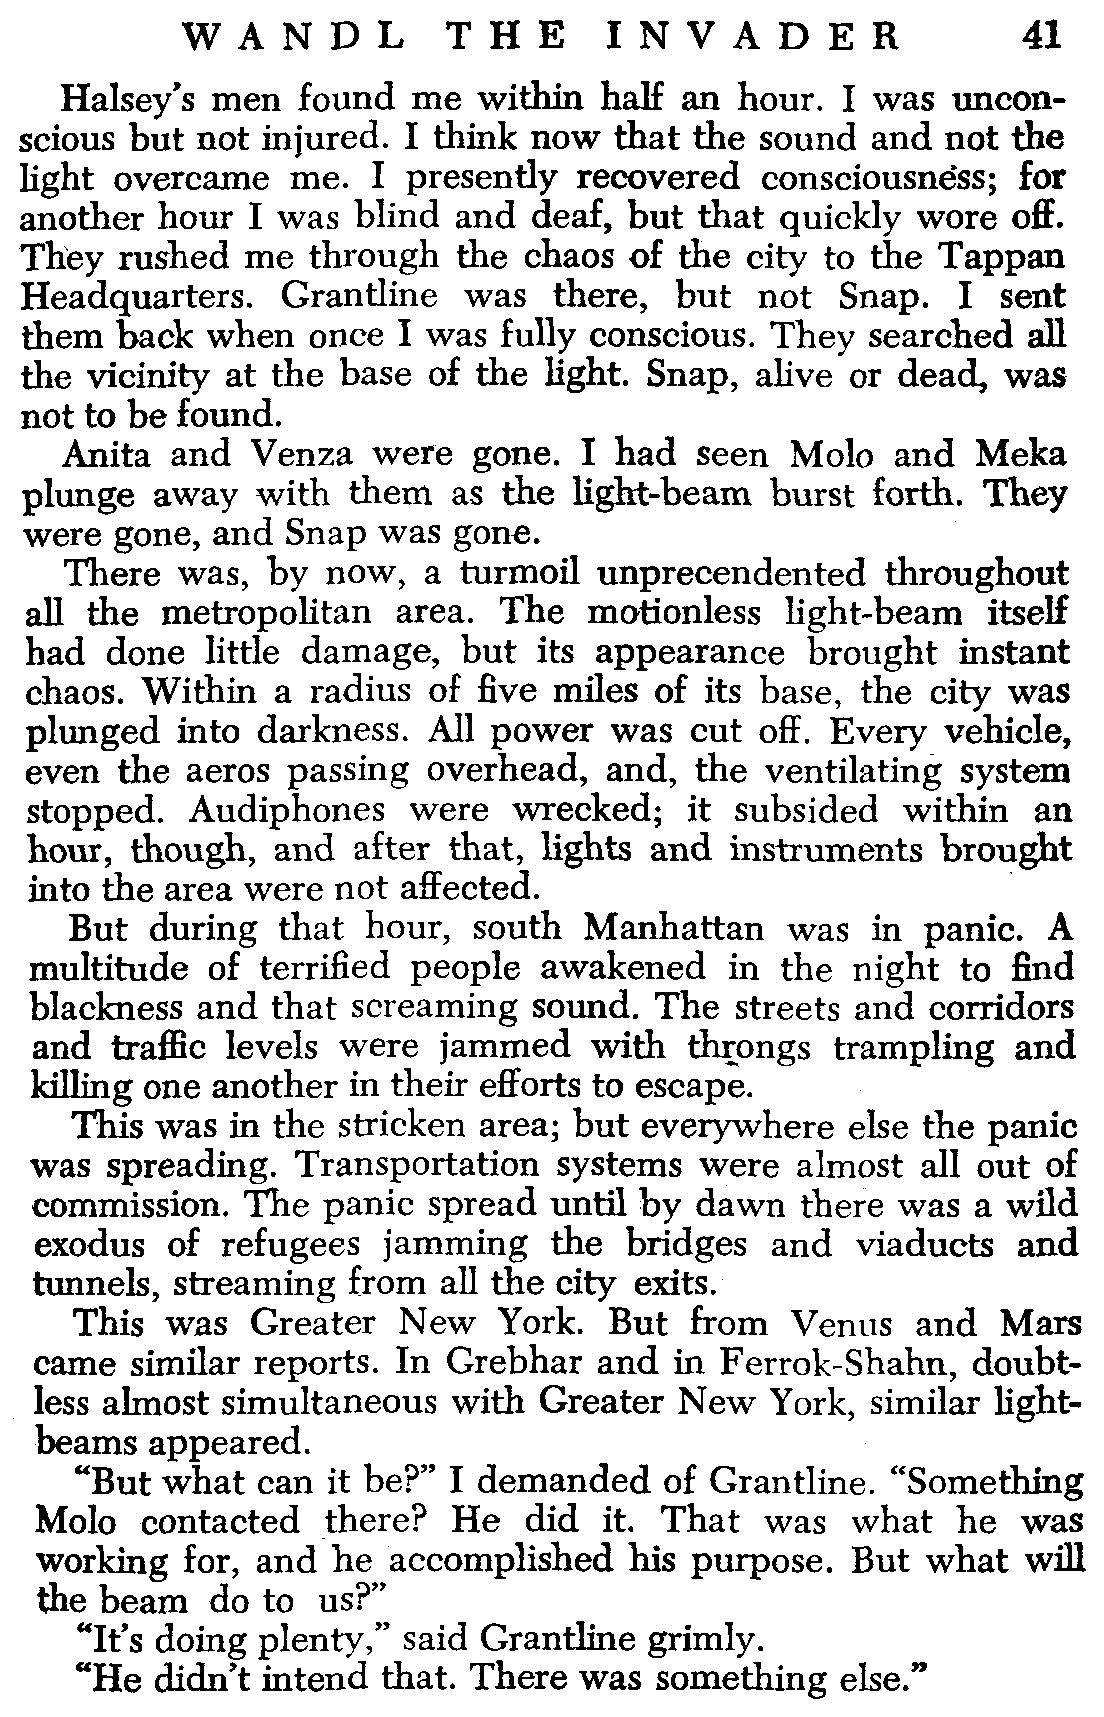 WANDL THE INVADER 41
Halsey's men found me within half an hour. I was uncon-
scious but not injured. I think now that the sound and not the
light overcame me. I presently recovered consciousness; for
another hour I was blind and deaf, but that quickly wore off.
They rushed me through the chaos of the city to the Tappan
Headquarters. Grantline was there, but not Snap. I sent
them back when once I was fully conscious. They searched all
the vicinity at the base of the light. Snap, alive or dead, was
not to be found.
Anita and Venza were gone. I had seen Molo and Meka
plunge away with them as the light-beam burst forth. They
were gone, and Snap was gone.
There was, by now, a turmoil unprecendented throughout
all the metropolitan area. The motionless light-beam itself
had done little damage, but its appearance brought instant
chaos. Within a radius of five miles of its base, the city was
plunged into darkness. All power was cut off. Every vehicle,
even the aeros passing overhead, and, the ventilating system
stopped. Audiphones were wrecked; it subsided within an
hour, though, and after that, lights and instruments brought
into the area were not affected.
But during that hour, south Manhattan was in panic. A
multitude of terrified people awakened in the night to find
blackness and that screaming sound. The streets and corridors
and traffic levels were jammed with throngs trampling and
killing one another in their efforts to escape.
This was in the stricken area; but everywhere else the panic
was spreading. Transportation systems were almost all out of
commission. The panic spread until by dawn there was a wild
exodus of refugees jamming the bridges and viaducts and
tunnels, streaming from all the city exits.
This was Greater New York. But from Venus and Mars
came similar reports. In Grebhar and in Ferrok-Shahn, doubt-
less almost simultaneous with Greater New York, similar light-
beams appeared.
"But what can it be?" I demanded of Grantline. "Something
Molo contacted there? He did it. That was what he was
working for, and he accomplished his purpose. But what will
the beam do to us?"
"It's doing plenty," said Grantline grimly.
"He didn't intend that. There was something else."